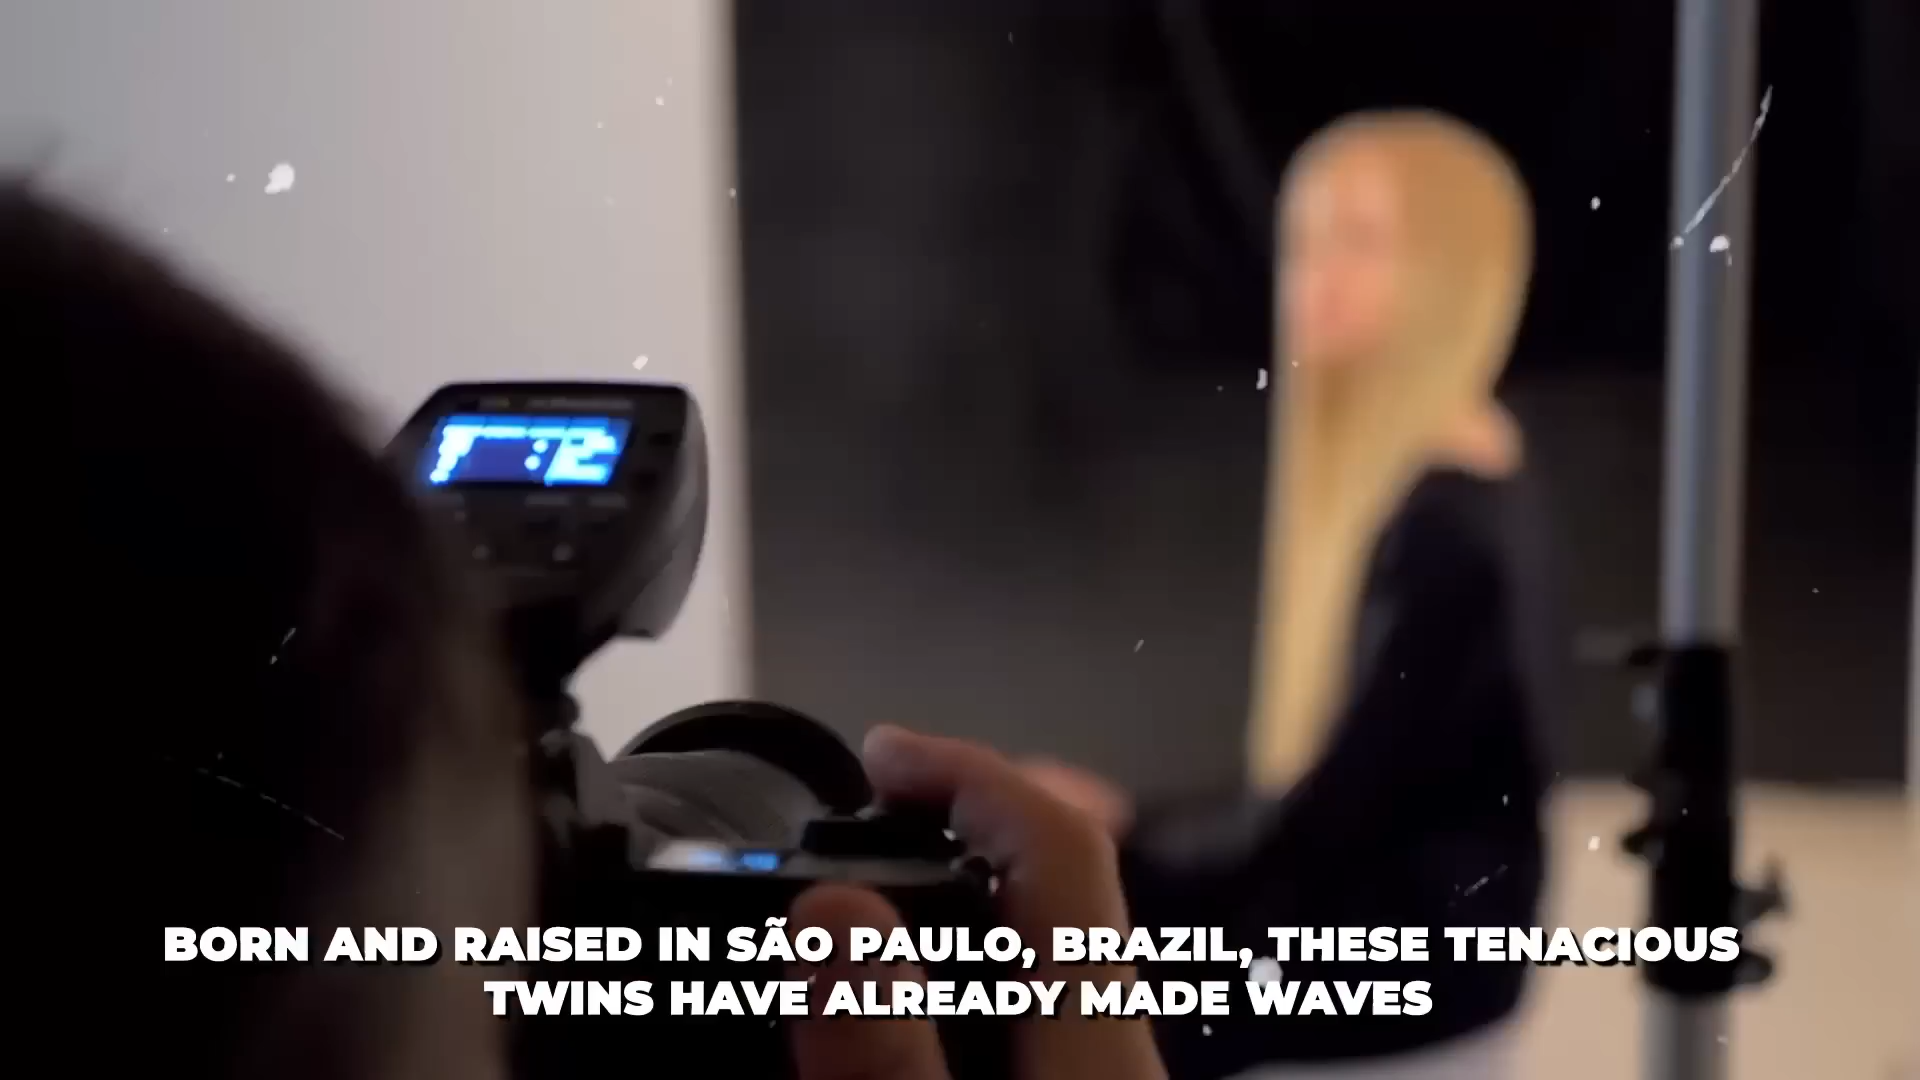 BORN AND RAISED IN SÃO PAULO, BRAZIL, THESE TENACIOUS
TWINS HAVE ALREADY MADE WAVES